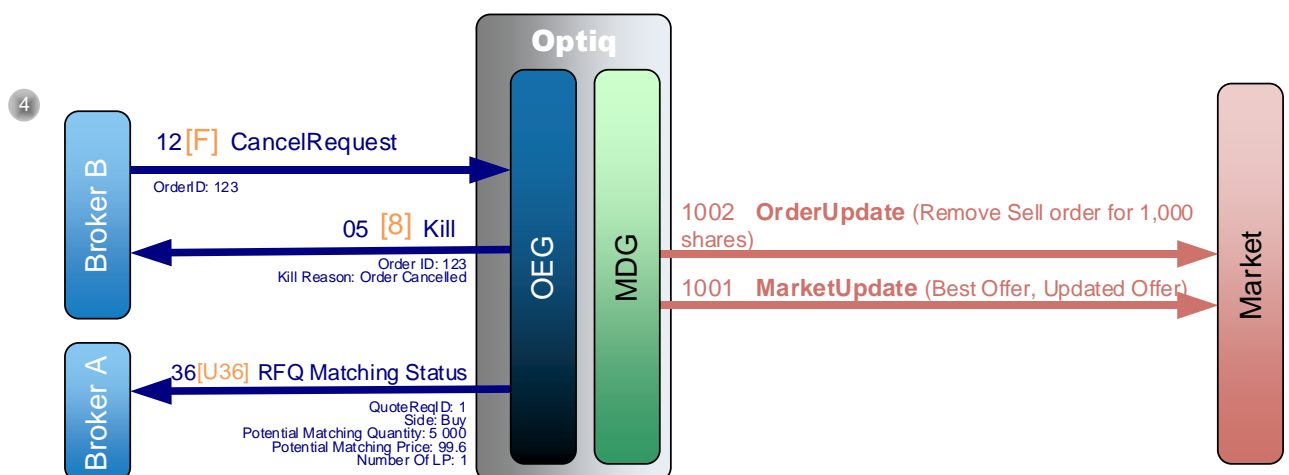 Optiq
4
Broker B
12[F] CancelRequest
OrderID: 123
05 [8] Kill
Order ID: 123
Kill Reason: Order Cancelled
OEG
MDG
1002 OrderUpdate (Remove Sell order for 1,000
shares)
1001 MarketUpdate (Best Offer, Updated Offer)
Market
Broker A
36[U36] RFQ Matching Status
QuoteReqID: 1
Side: Buy
Potential Matching Quantity: 5 000
Potential Matching Price: 99.6
Number Of LP: 1